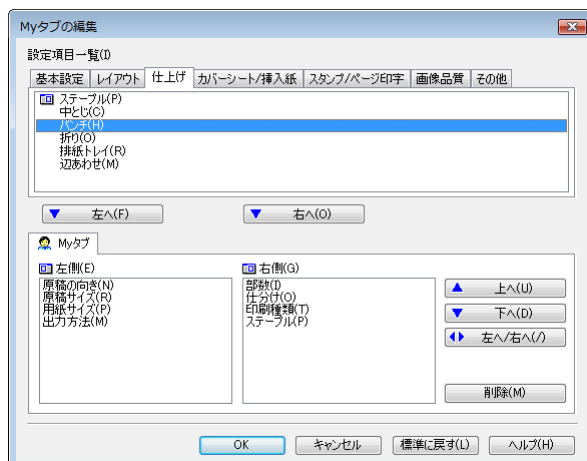 Myタブの編集
設定項目一覧(I)
基本設定 レイアウト 仕上げ カバーシート/挿入紙 スタンプ/ページ印字 画像品質 その他
ステープル(P)
中とじ(C)
パンチ(H)
折り(O)
排紙トレイ(R)
辺あわせ(M)
左へ(F) 右へ(O)
Myタブ
左側(E)
原稿の向き(N)
原稿サイズ(R)
用紙サイズ(P)
出力方法(M)
右側(G)
部数(I)
仕分け(O)
印刷種類(T)
ステープル(P)
上へ(U)
下へ(D)
左へ/右へ(/)
削除(M)
OK キャンセル 標準に戻す(L) ヘルプ(H)